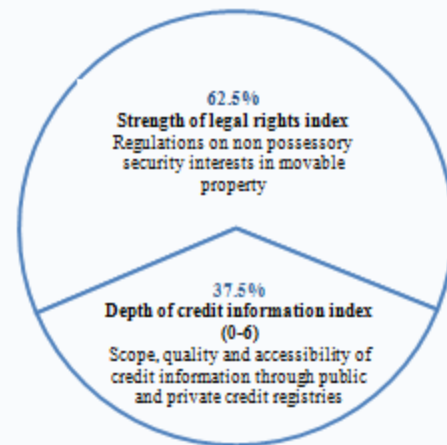 62.5%
Strength of legal rights index
Regulations on non possessory
security interests in movable
property
37.5%
Depth of credit information index
(0-6)
Scope, quality and accessibility of
credit information through public
and private credit registries